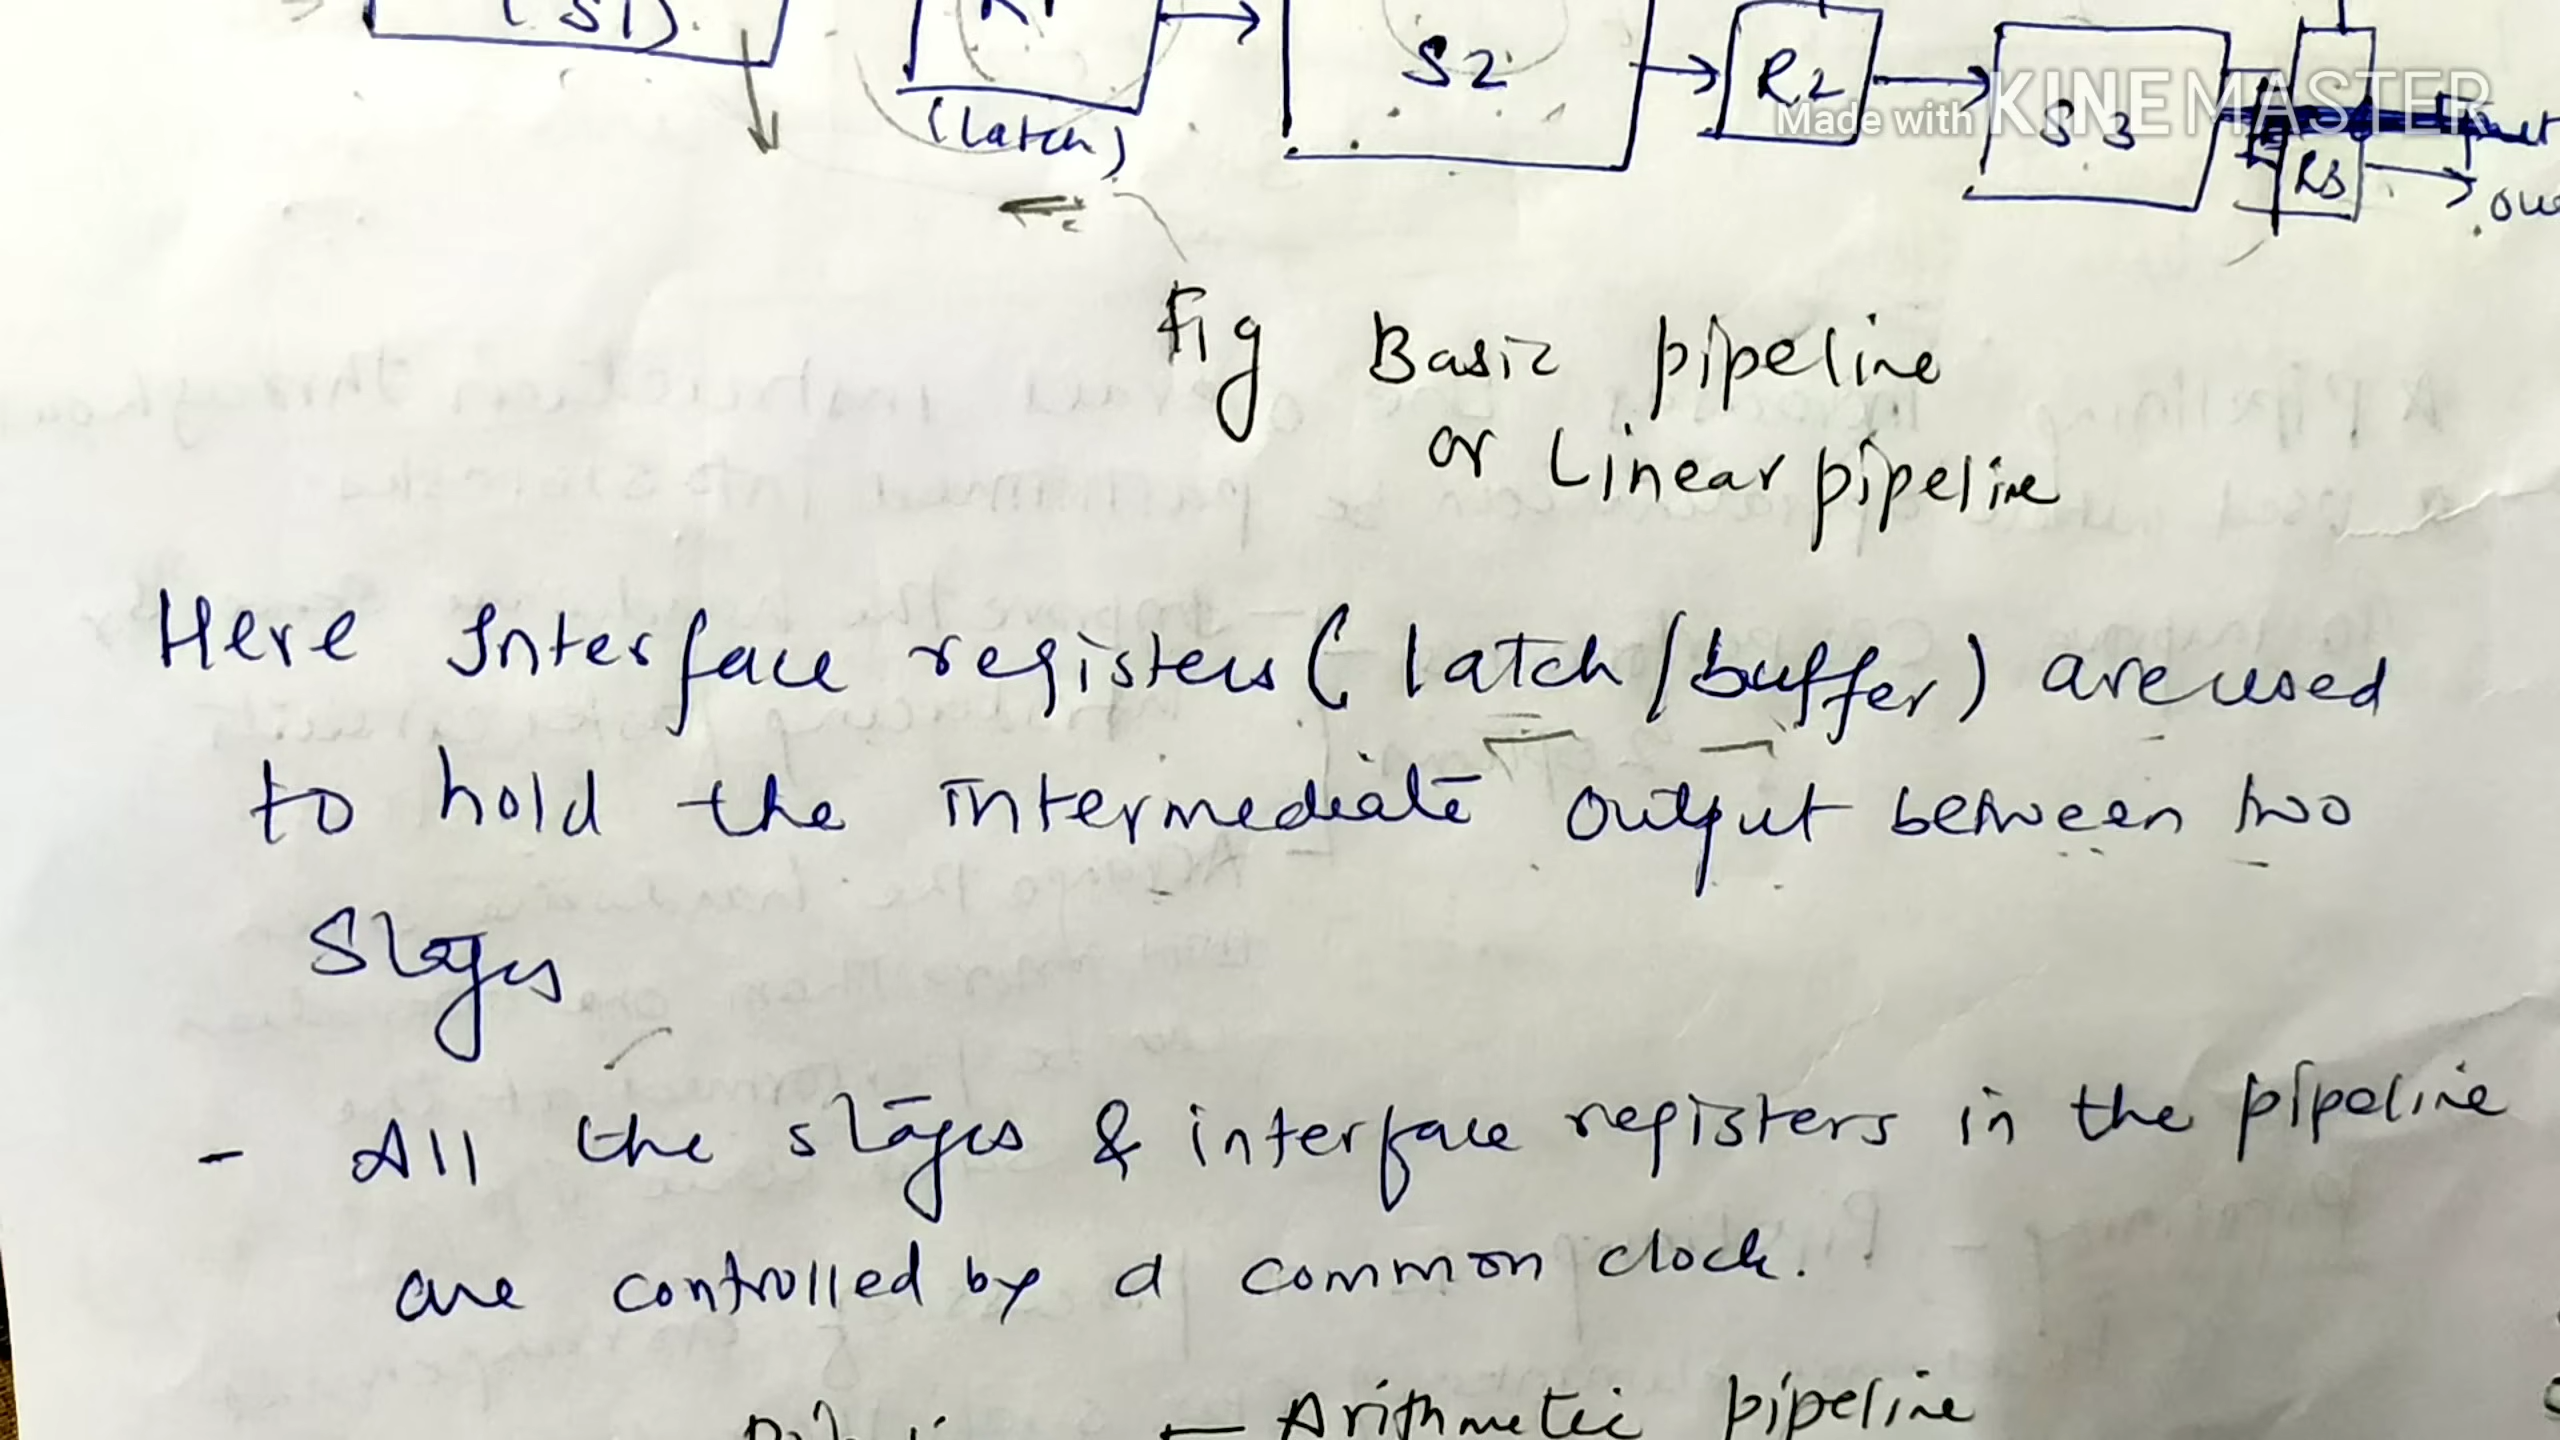 (S1)
R1
(latch)
S2
R2
S3
R3
Made with KINEMASTER
Fig Basic pipeline
or Linear pipeline
Here Interface registers (latch/buffer) are used
to hold the intermediate output between two
Stages
- All the stages & interface registers in the pipeline
are controlled by a common clock.
- Arithmetic pipeline